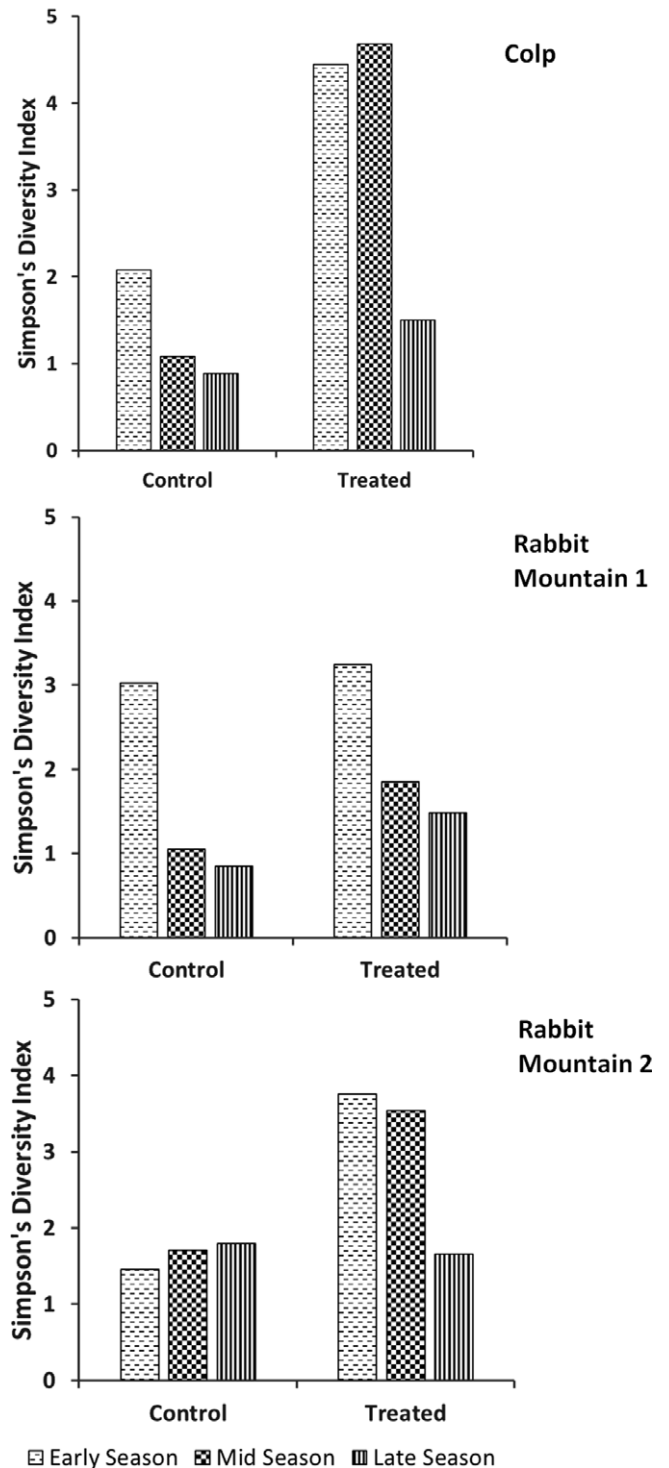 Colp
Simpson's Diversity Index
5
4
3
2
1
0
Control Treated
Rabbit
Mountain 1
Simpson's Diversity Index
5
4
3
2
1
0
Control Treated
Rabbit
Mountain 2
Simpson's Diversity Index
5
4
3
2
1
0
Control Treated
Early Season Mid Season Late Season